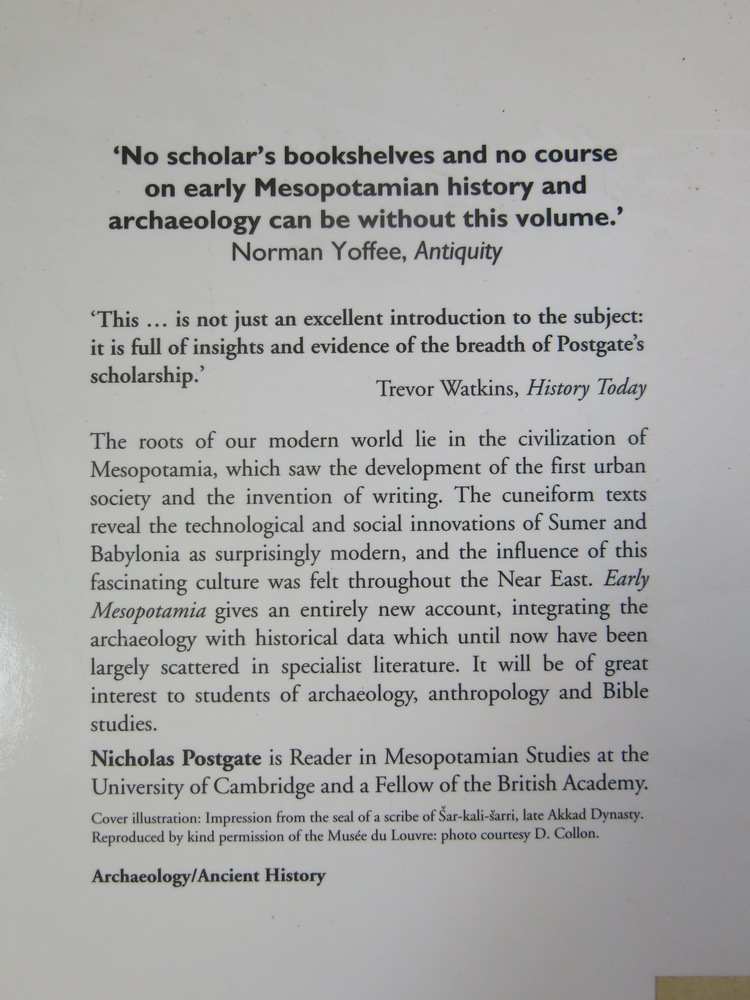 ‘No scholar’s bookshelves and no course
on early Mesopotamian history and
archaeology can be without this volume.’
Norman Yoffee, Antiquity
‘This … is not just an excellent introduction to the subject:
it is full of insights and evidence of the breadth of Postgate’s
scholarship.’
Trevor Watkins, History Today
The roots of our modern world lie in the civilization of
Mesopotamia, which saw the development of the first urban
society and the invention of writing. The cuneiform texts
reveal the technological and social innovations of Sumer and
Babylonia as surprisingly modern, and the influence of this
fascinating culture was felt throughout the Near East. Early
Mesopotamia gives an entirely new account, integrating the
archaeology with historical data which until now have been
largely scattered in specialist literature. It will be of great
interest to students of archaeology, anthropology and Bible
studies.
Nicholas Postgate is Reader in Mesopotamian Studies at the
University of Cambridge and a Fellow of the British Academy.
Cover illustration: Impression from the seal of a scribe of Šar-kali-šarri, late Akkad Dynasty.
Reproduced by kind permission of the Musée du Louvre: photo courtesy D. Collon.
Archaeology/Ancient History